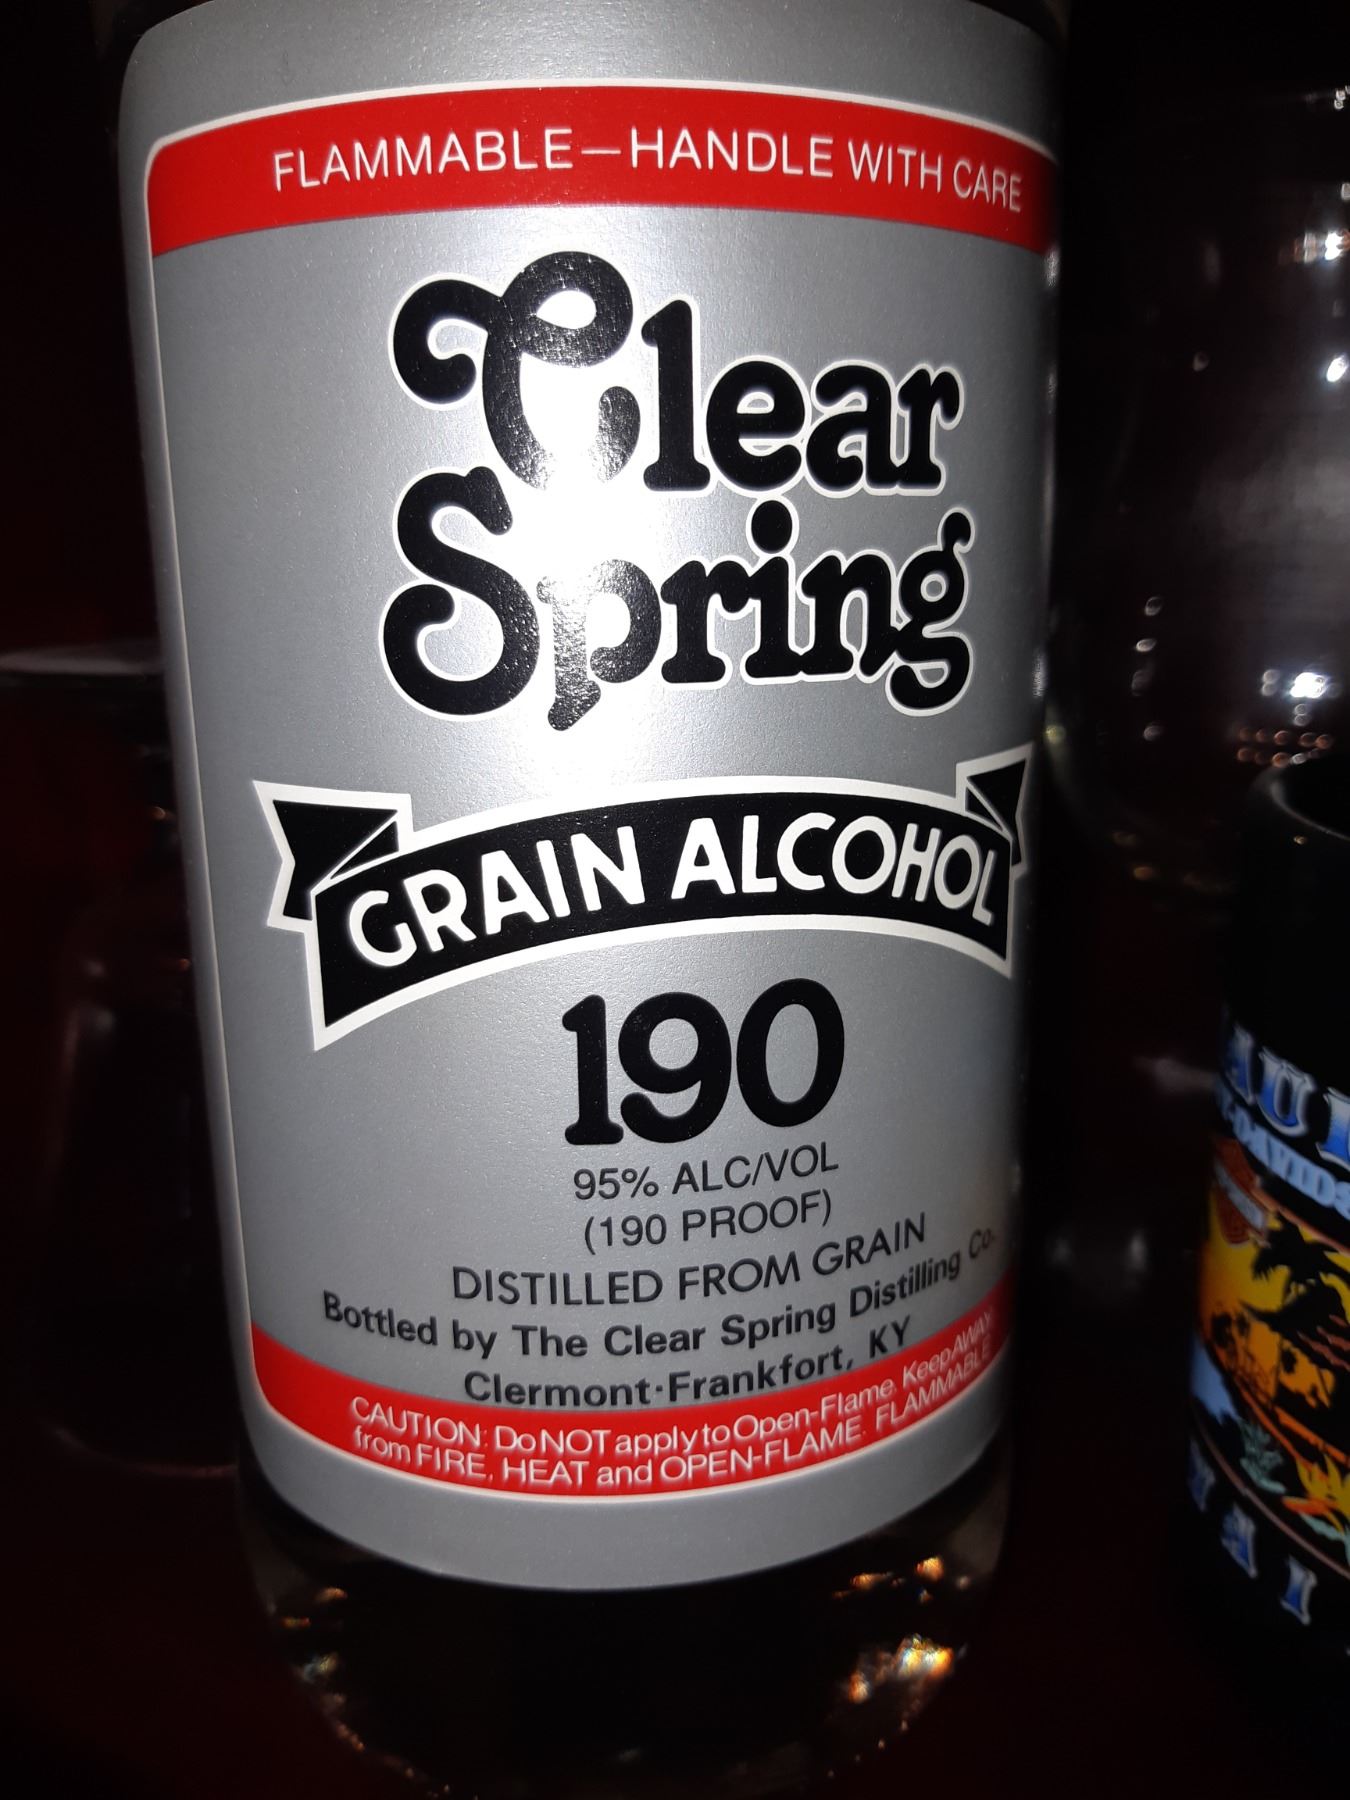 FLAMMABLE—HANDLE WITH CARE
Clear
Spring
GRAIN ALCOHOL
190
95% ALC/VOL
(190 PROOF)
DISTILLED FROM GRAIN
Bottled by The Clear Spring Distilling Co.
Clermont·Frankfort, KY
CAUTION: Do NOT apply to Open-Flame. Keep AWAY
from FIRE, HEAT and OPEN-FLAME. FLAMMABLE